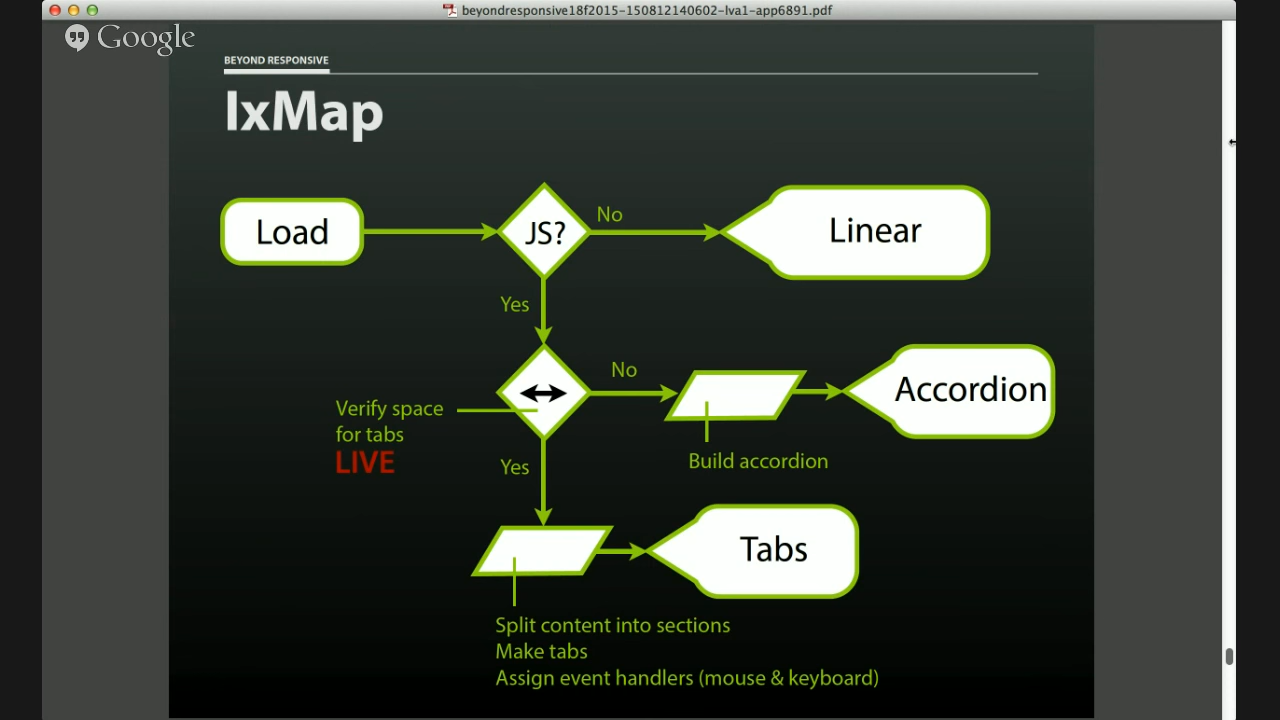 beyondresponsive18f2015-150812140602-lva1-app6891.pdf
Google
BEYOND RESPONSIVE
IxMap
Load
JS?
No
Linear
Yes
No
Accordion
Verify space
for tabs
LIVE
Build accordion
Yes
Tabs
Split content into sections
Make tabs
Assign event handlers (mouse & keyboard)